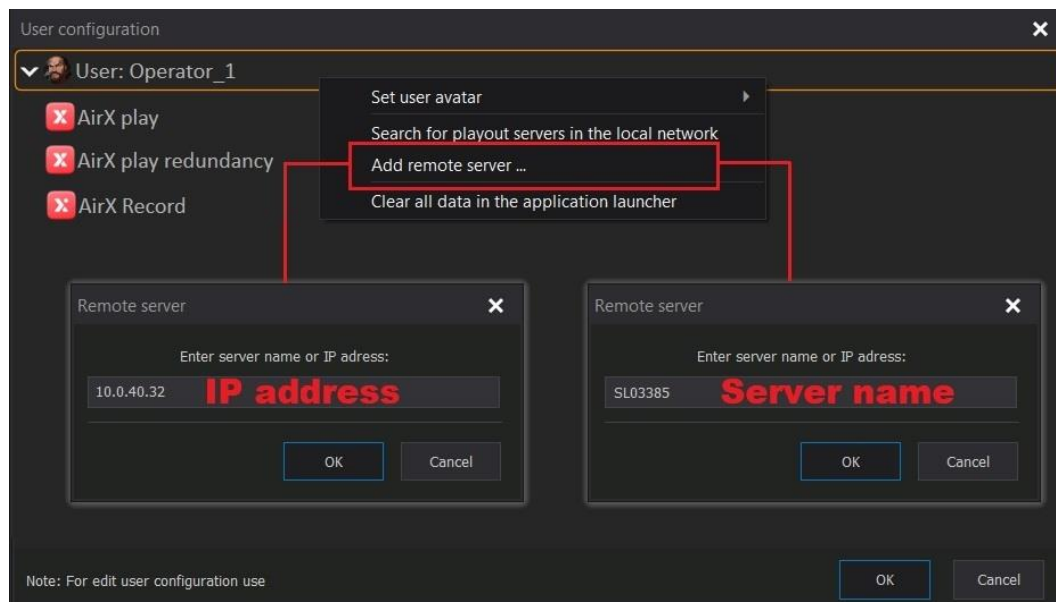 User configuration
User: Operator_1
Set user avatar
AirX play
Search for playout servers in the local network
AirX play redundancy
Add remote server ...
AirX Record
Clear all data in the application launcher
Remote server
Enter server name or IP adress:
10.0.40.32 IP address
OK Cancel
Remote server
Enter server name or IP adress:
SL03385 Server name
OK Cancel
Note: For edit user configuration use
OK Cancel